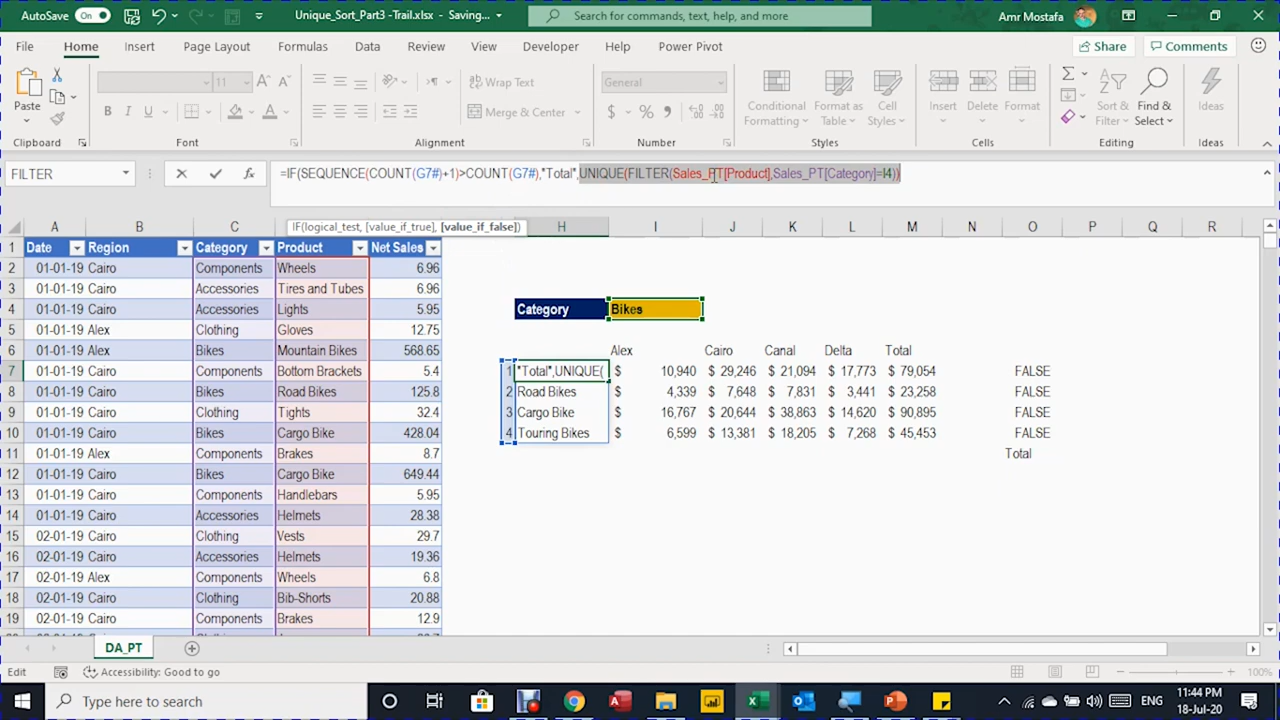 AutoSave On Unique_Sort_Part3 -Trail.xlsx - Saving... Search for commands, text, help, and more Amr Mostafa
File Home Insert Page Layout Formulas Data Review View Developer Help Power Pivot Share Comments
Paste 11 Wrap Text General
B I U Merge & Center $ % Conditional Formatting Format as Table Cell Styles Insert Delete Format Sort & Filter Find & Select Ideas
Clipboard Font Alignment Number Styles Cells Editing Ideas
FILTER =IF(SEQUENCE(COUNT(G7#)+1)>COUNT(G7#),"Total",UNIQUE(FILTER(Sales_PT[Product],Sales_PT[Category]=I4))
IF(logical_test, [value_if_true], [value_if_false])
A B C H I J K L M N O P Q R
1 Date Region Category Product Net Sales
2 01-01-19 Cairo Components Wheels 6.96
3 01-01-19 Cairo Accessories Tires and Tubes 6.96
4 01-01-19 Cairo Accessories Lights 5.95 Category Bikes
5 01-01-19 Alex Clothing Gloves 12.75
6 01-01-19 Alex Bikes Mountain Bikes 568.65 Alex Cairo Canal Delta Total
7 01-01-19 Cairo Components Bottom Brackets 5.4 1 "Total",UNIQUE( $ 10,940 $ 29,246 $ 21,094 $ 17,773 $ 79,054 FALSE
8 01-01-19 Cairo Bikes Road Bikes 125.8 2 Road Bikes $ 4,339 $ 7,648 $ 7,831 $ 3,441 $ 23,258 FALSE
9 01-01-19 Cairo Clothing Tights 32.4 3 Cargo Bike $ 16,767 $ 20,644 $ 38,863 $ 14,620 $ 90,895 FALSE
10 01-01-19 Cairo Bikes Cargo Bike 428.04 4 Touring Bikes $ 6,599 $ 13,381 $ 18,205 $ 7,268 $ 45,453 FALSE
11 01-01-19 Alex Components Brakes 8.7 Total
12 01-01-19 Cairo Bikes Cargo Bike 649.44
13 01-01-19 Cairo Components Handlebars 5.95
14 01-01-19 Cairo Accessories Helmets 28.38
15 02-01-19 Cairo Clothing Vests 29.7
16 02-01-19 Cairo Accessories Helmets 19.36
17 02-01-19 Alex Components Wheels 6.8
18 02-01-19 Cairo Clothing Bib-Shorts 20.88
19 02-01-19 Cairo Components Brakes 12.9
DA_PT
Edit Accessibility: Good to go 100%
Type here to search ENG 11:44 PM 18-Jul-20